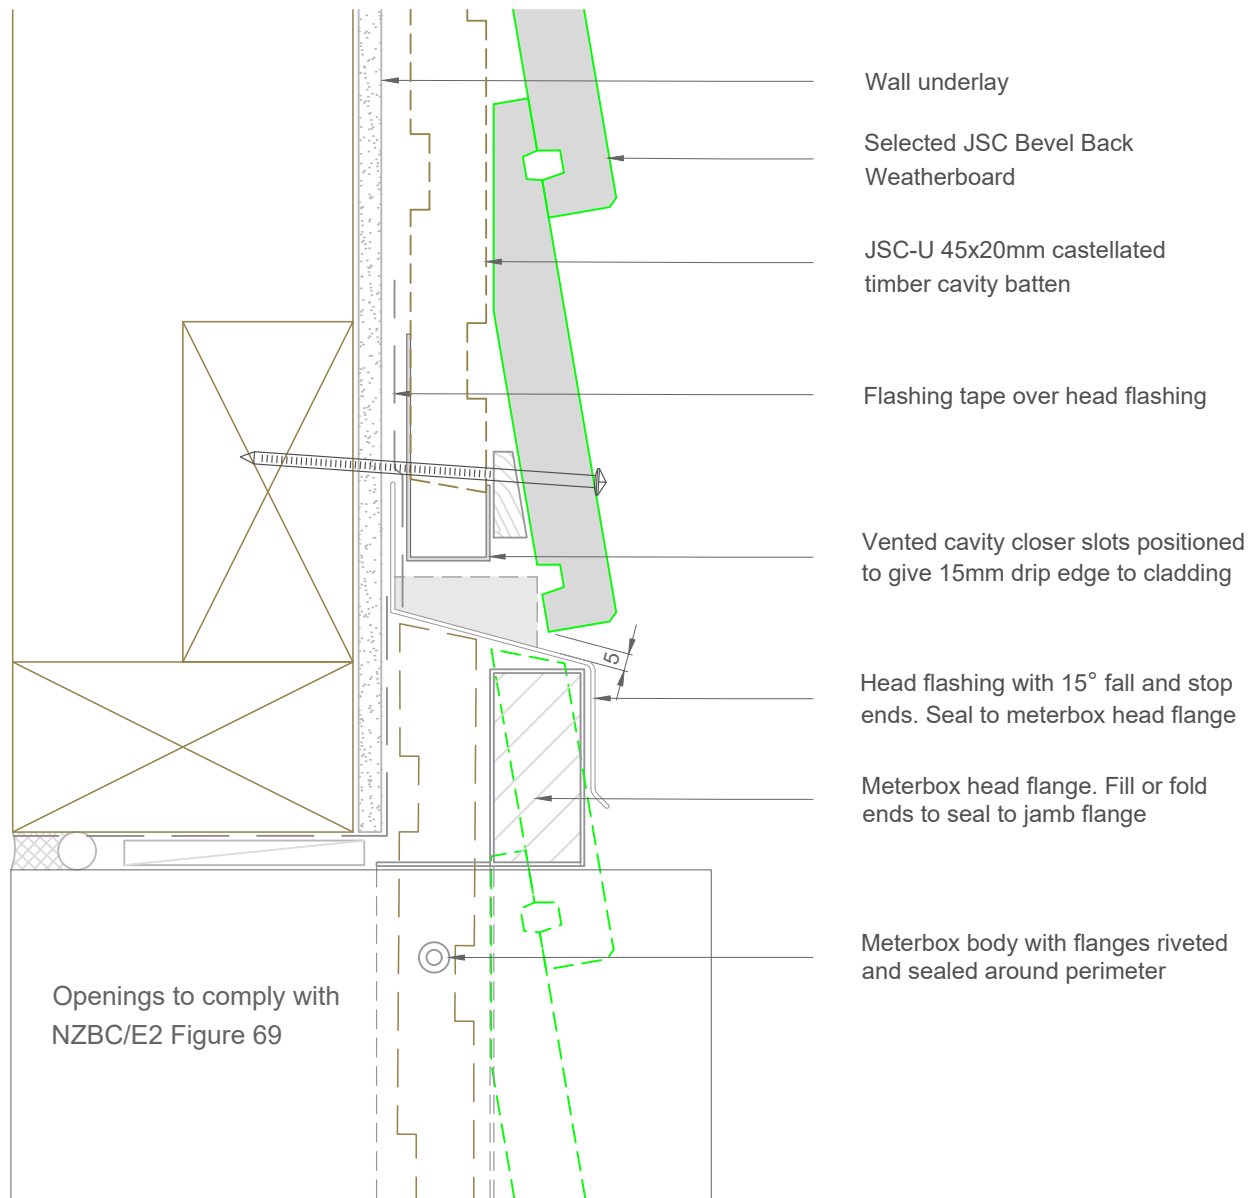 Wall underlay
Selected JSC Bevel Back
Weatherboard
JSC-U 45x20mm castellated
timber cavity batten
Flashing tape over head flashing
Vented cavity closer slots positioned
to give 15mm drip edge to cladding
5
Head flashing with 15° fall and stop
ends. Seal to meterbox head flange
Meterbox head flange. Fill or fold
ends to seal to jamb flange
Meterbox body with flanges riveted
and sealed around perimeter
Openings to comply with
NZBC/E2 Figure 69